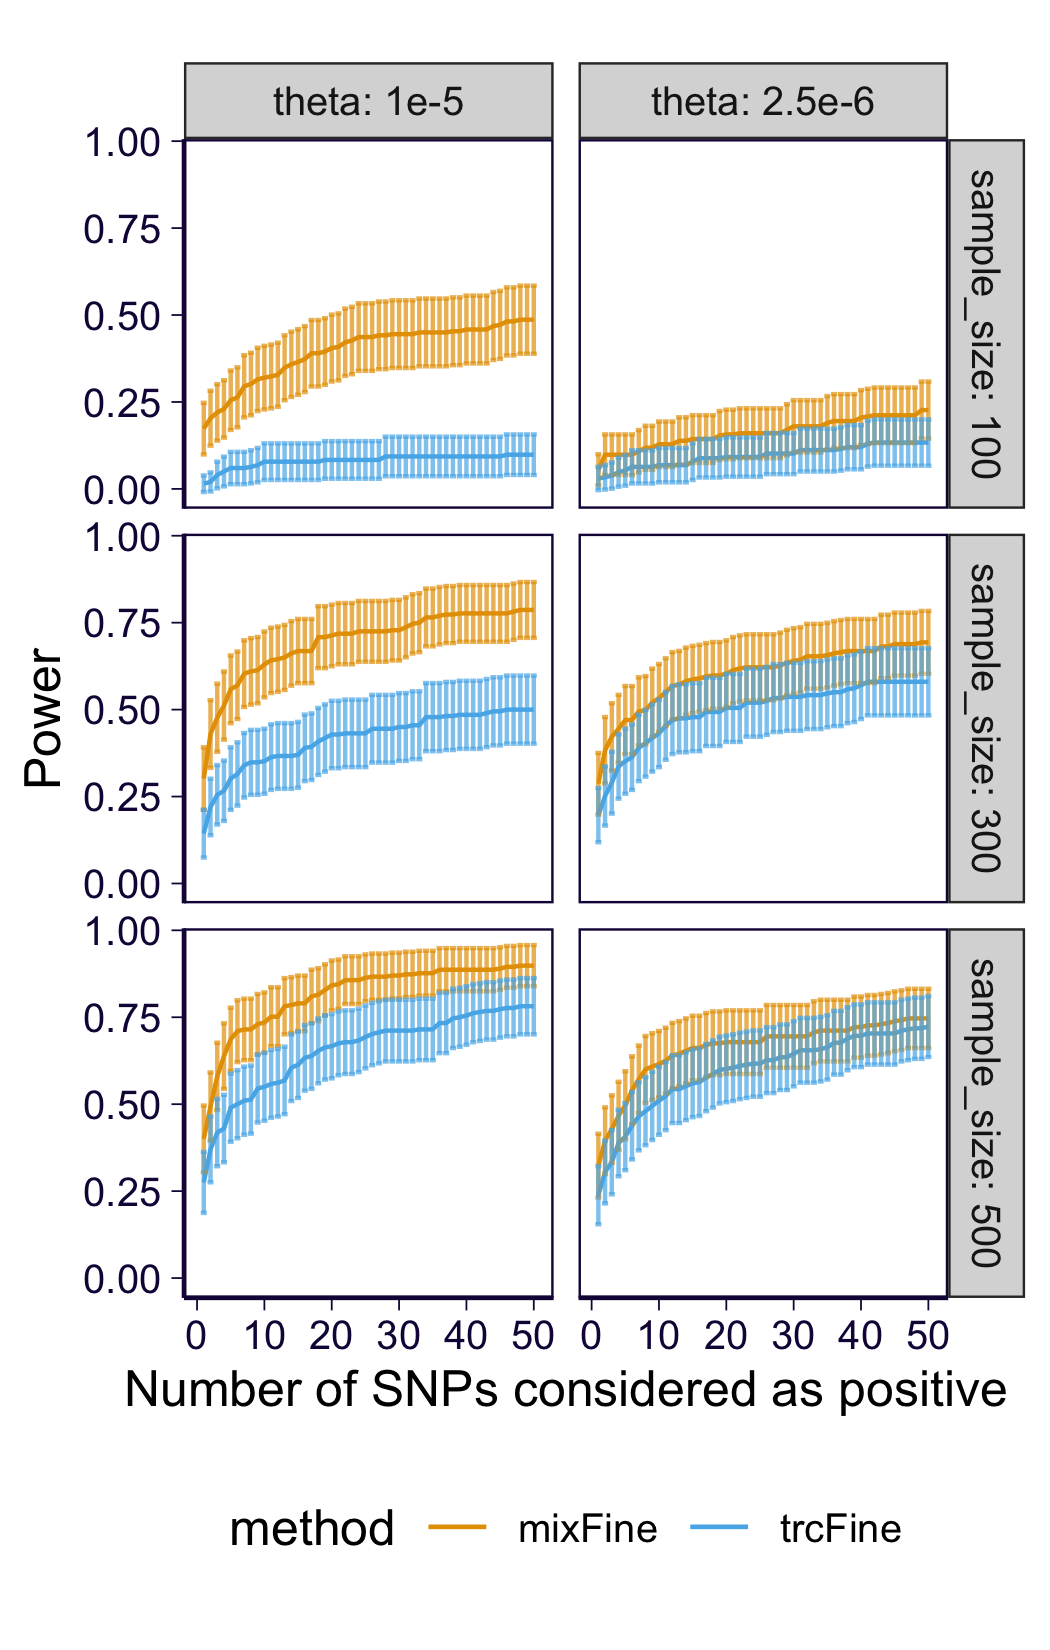 theta: 1e-5
theta: 2.5e-6
1.00
0.75
0.50
0.25
0.00
sample_size: 100
1.00
0.75
0.50
0.25
0.00
sample_size: 300
1.00
0.75
0.50
0.25
0.00
sample_size: 500
Power
0 10 20 30 40 50
0 10 20 30 40 50
Number of SNPs considered as positive
method mixFine trcFine